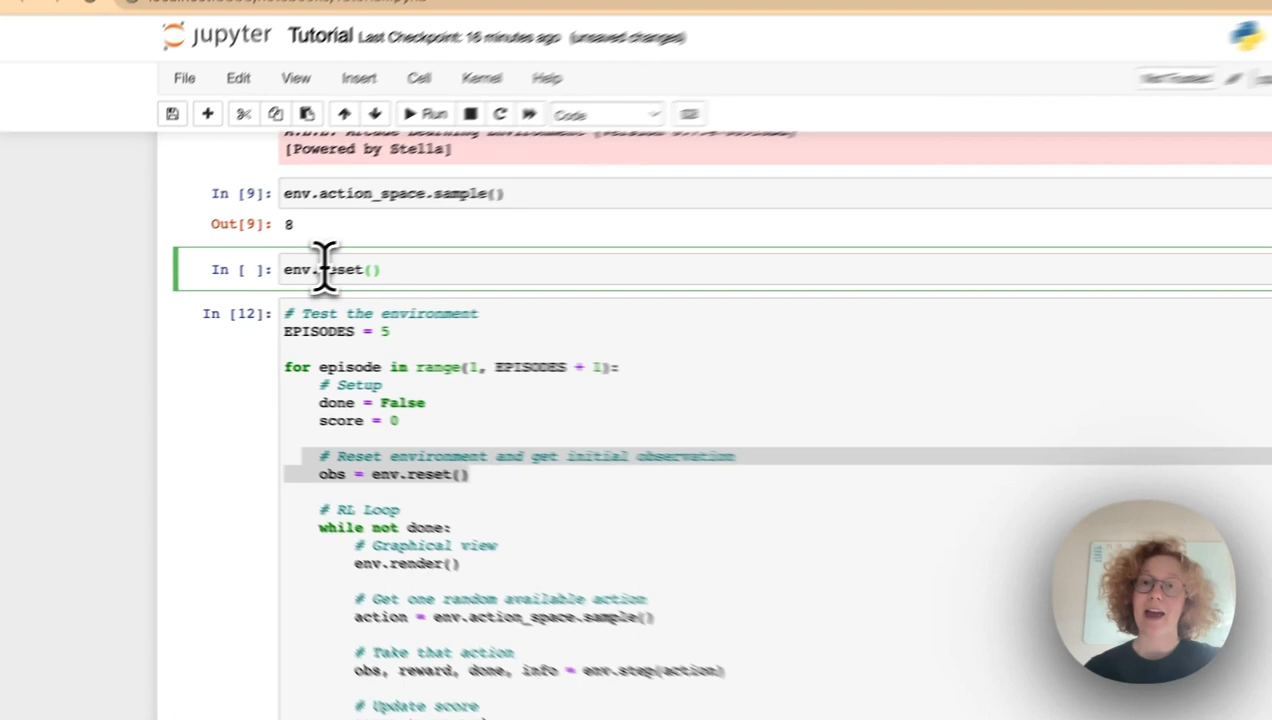 jupyter Tutorial Last Checkpoint: 16 minutes ago (unsaved changes)
File Edit View Insert Cell Kernel Help Not Trusted
Run Code
[Powered by Stella]
In [9]: env.action_space.sample()
Out[9]: 8
In [ ]: env.reset()
In [12]: # Test the environment
EPISODES = 5
for episode in range(1, EPISODES + 1):
# Setup
done = False
score = 0
# Reset environment and get initial observation
obs = env.reset()
# RL Loop
while not done:
# Graphical view
env.render()
# Get one random available action
action = env.action_space.sample()
# Take that action
obs, reward, done, info = env.step(action)
# Update score